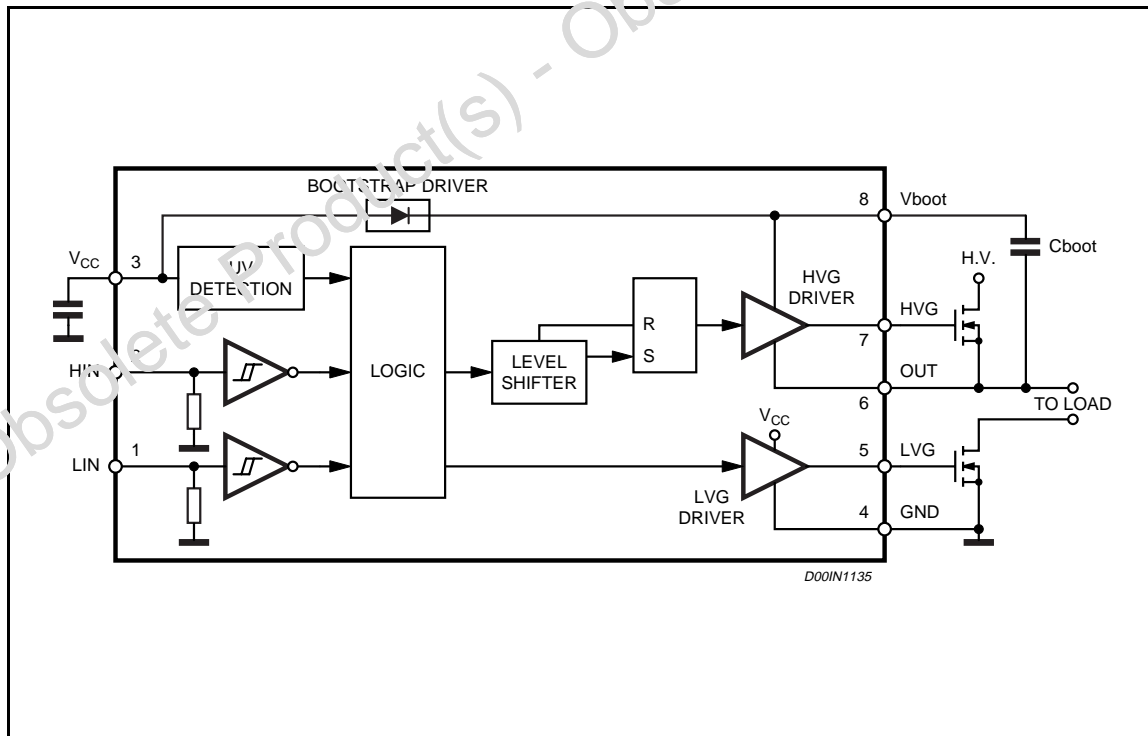 Obsolete Product(s) - Obs
BOOTSTRAP DRIVER
8 Vboot
Cboot
H.V.
VCC 3
UV
DETECTION
HVG
DRIVER
HVG
7
R
S
LOGIC
LEVEL
SHIFTER
HIN
OUT
6
TO LOAD
VCC
LIN 1
5 LVG
LVG
DRIVER
4 GND
D00IN1135